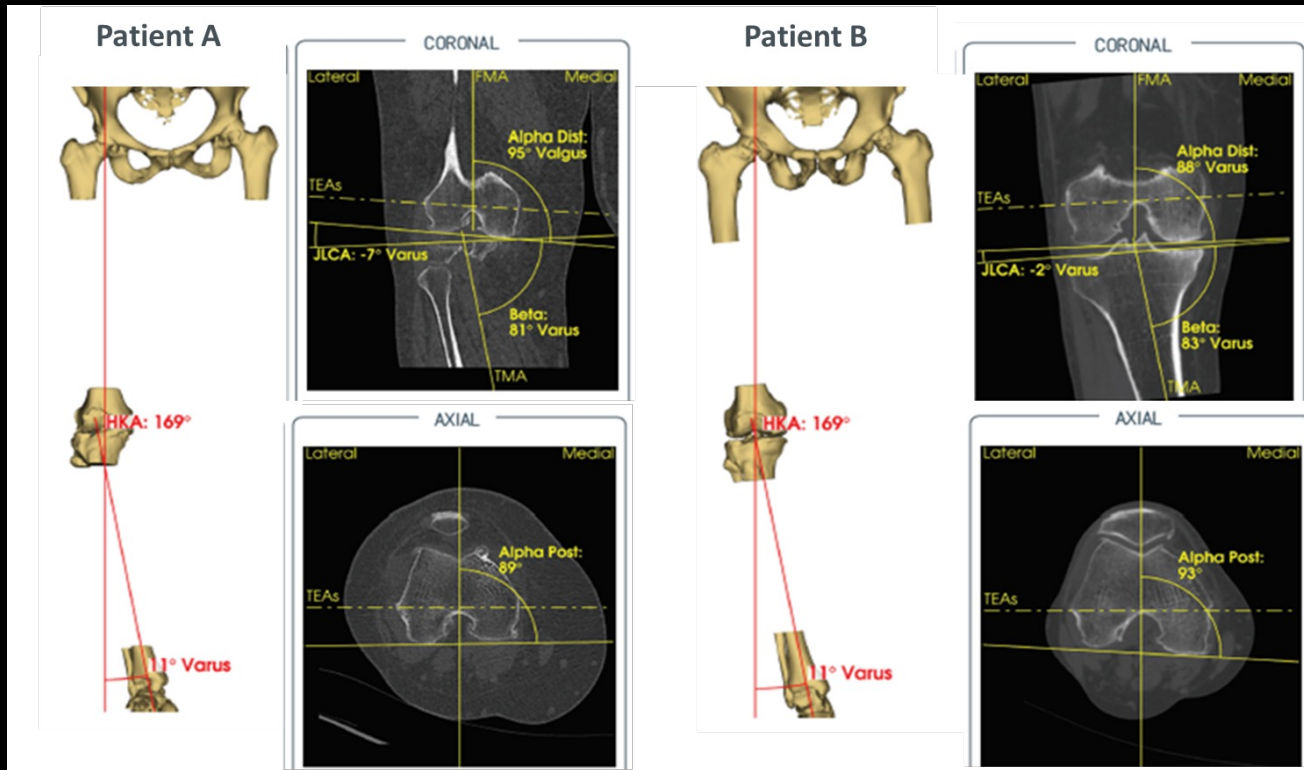 Patient A
CORONAL
Lateral
FMA
Medial
Alpha Dist:
95° Valgus
TEAs
JLCA: -7° Varus
Beta:
81° Varus
TMA
HKA: 169°
11° Varus
AXIAL
Lateral
Medial
Alpha Post:
89°
TEAs
Patient B
CORONAL
Lateral
FMA
Medial
Alpha Dist:
88° Varus
TEAs
JLCA: -2° Varus
Beta:
83° Varus
TMA
HKA: 169°
11° Varus
AXIAL
Lateral
Medial
Alpha Post:
93°
TEAs